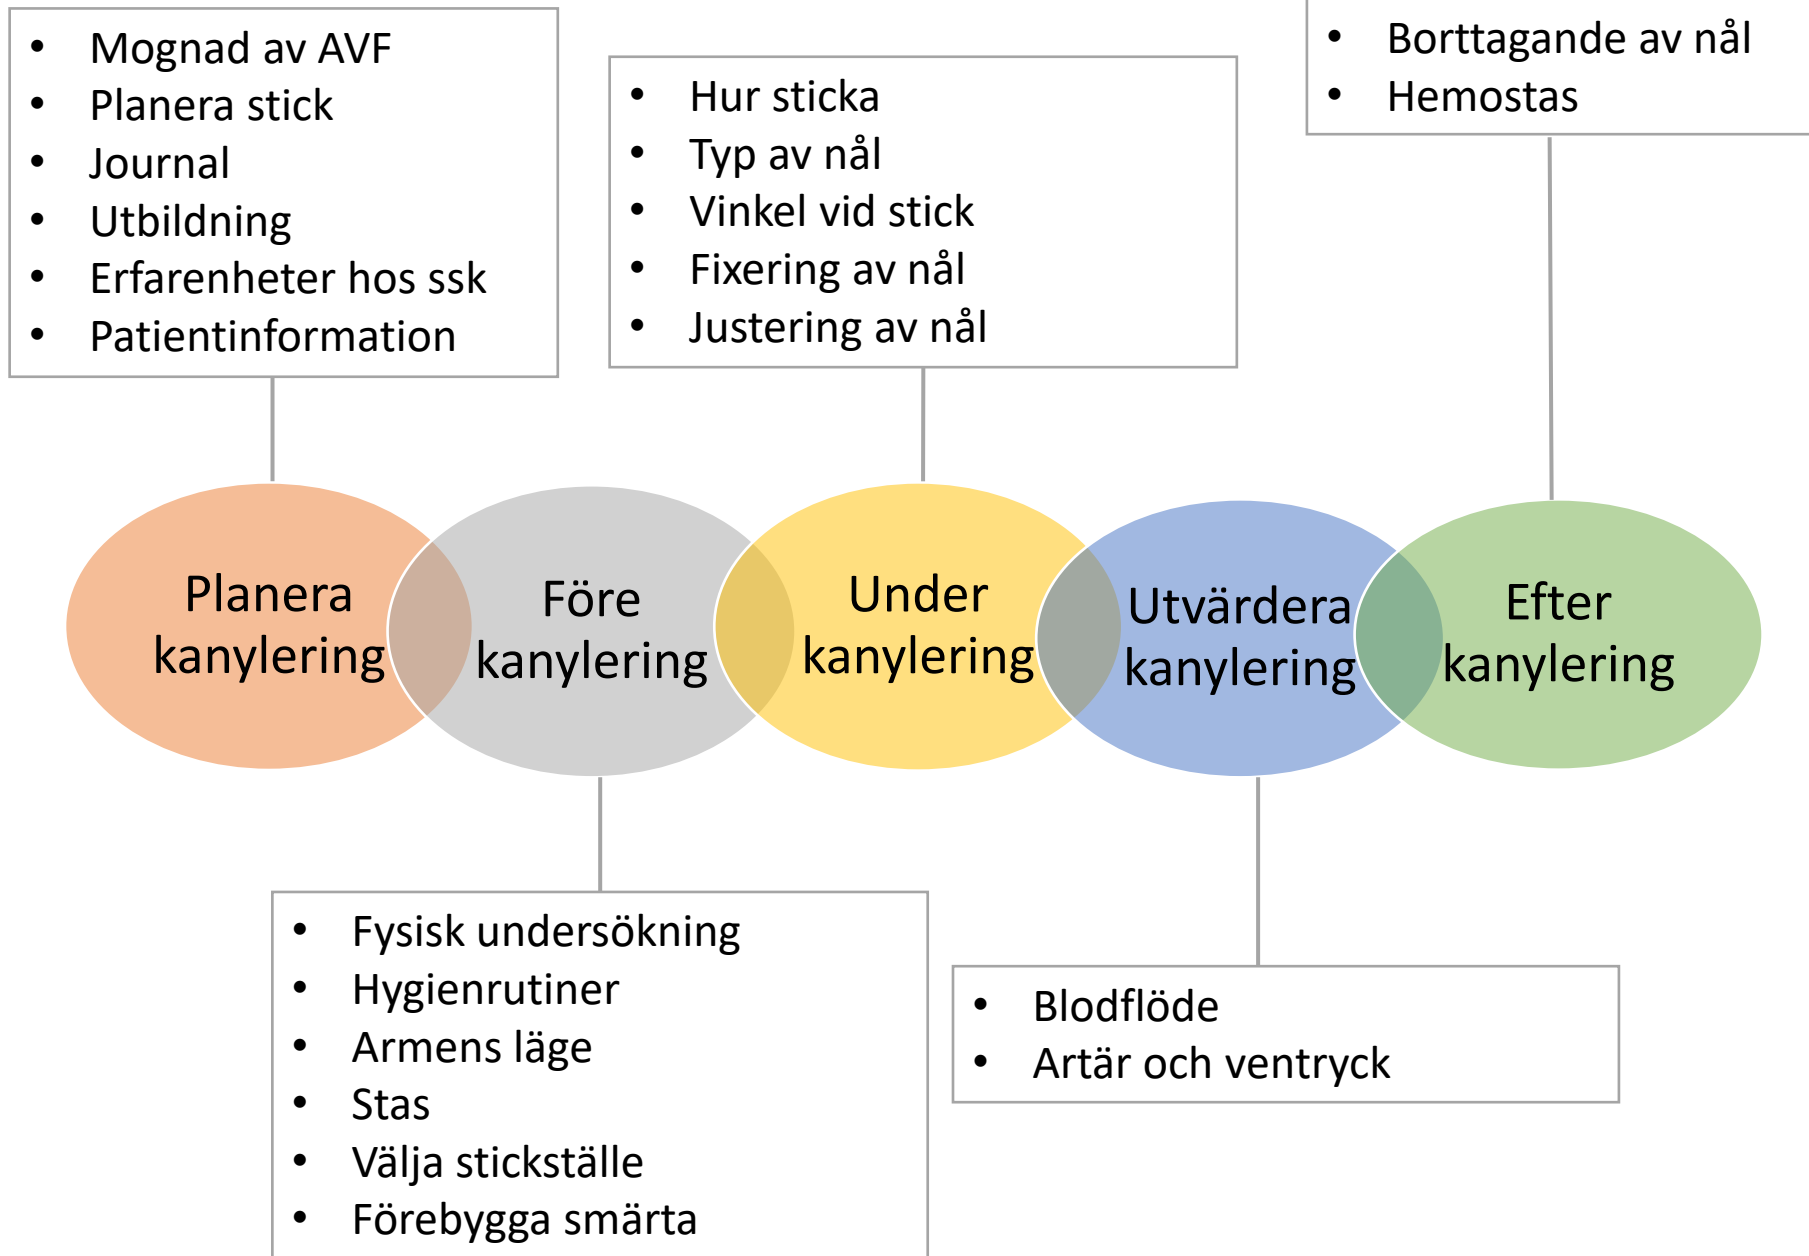 • Mognad av AVF
• Planera stick
• Journal
• Utbildning
• Erfarenheter hos ssk
• Patientinformation
• Hur sticka
• Typ av nål
• Vinkel vid stick
• Fixering av nål
• Justering av nål
• Borttagande av nål
• Hemostas
Planera
kanylering
Före
kanylering
Under
kanylering
Utvärdera
kanylering
Efter
kanylering
• Fysisk undersökning
• Hygienrutiner
• Armens läge
• Stas
• Välja stickställe
• Förebygga smärta
• Blodflöde
• Artär och ventryck